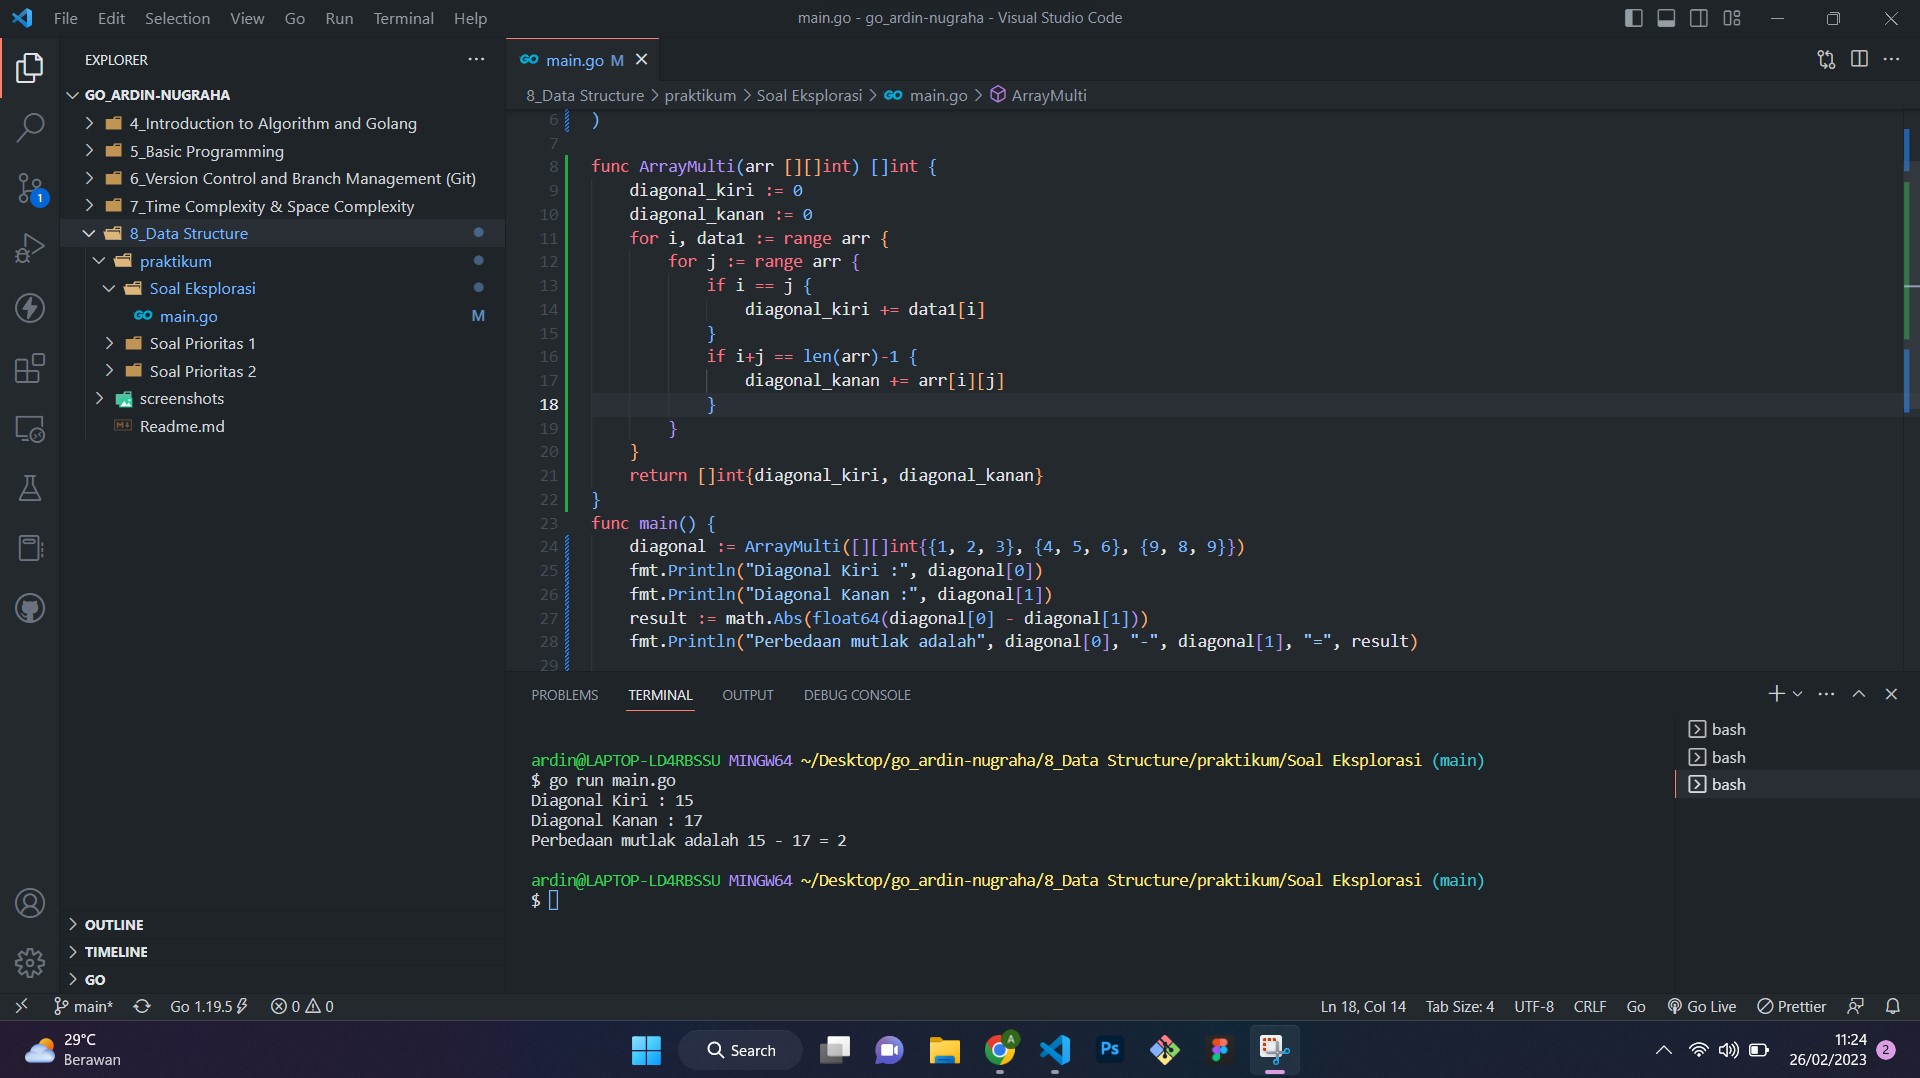 File Edit Selection View Go Run Terminal Help
main.go - go_ardin-nugraha - Visual Studio Code
EXPLORER
GO_ARDIN-NUGRAHA
4_Introduction to Algorithm and Golang
5_Basic Programming
6_Version Control and Branch Management (Git)
7_Time Complexity & Space Complexity
8_Data Structure
praktikum
Soal Eksplorasi
GO main.go M
Soal Prioritas 1
Soal Prioritas 2
screenshots
Readme.md
1
OUTLINE
TIMELINE
GO
GO main.go M
8_Data Structure > praktikum > Soal Eksplorasi > GO main.go > ArrayMulti
6 )
7
8 func ArrayMulti(arr [][]int) []int {
9 diagonal_kiri := 0
10 diagonal_kanan := 0
11 for i, data1 := range arr {
12 for j := range arr {
13 if i == j {
14 diagonal_kiri += data1[i]
15 }
16 if i+j == len(arr)-1 {
17 diagonal_kanan += arr[i][j]
18 }
19 }
20 }
21 return []int{diagonal_kiri, diagonal_kanan}
22 }
23 func main() {
24 diagonal := ArrayMulti([][]int{{1, 2, 3}, {4, 5, 6}, {9, 8, 9}})
25 fmt.Println("Diagonal Kiri :", diagonal[0])
26 fmt.Println("Diagonal Kanan :", diagonal[1])
27 result := math.Abs(float64(diagonal[0] - diagonal[1]))
28 fmt.Println("Perbedaan mutlak adalah", diagonal[0], "-", diagonal[1], "=", result)
29
PROBLEMS TERMINAL OUTPUT DEBUG CONSOLE
ardin@LAPTOP-LD4RBSSU MINGW64 ~/Desktop/go_ardin-nugraha/8_Data Structure/praktikum/Soal Eksplorasi (main)
$ go run main.go
Diagonal Kiri : 15
Diagonal Kanan : 17
Perbedaan mutlak adalah 15 - 17 = 2
ardin@LAPTOP-LD4RBSSU MINGW64 ~/Desktop/go_ardin-nugraha/8_Data Structure/praktikum/Soal Eksplorasi (main)
$
bash
bash
bash
main* Go 1.19.5 0 0 Ln 18, Col 14 Tab Size: 4 UTF-8 CRLF Go Go Live Prettier
29°C
Berawan
Search
A
Ps
11:24
26/02/2023
2